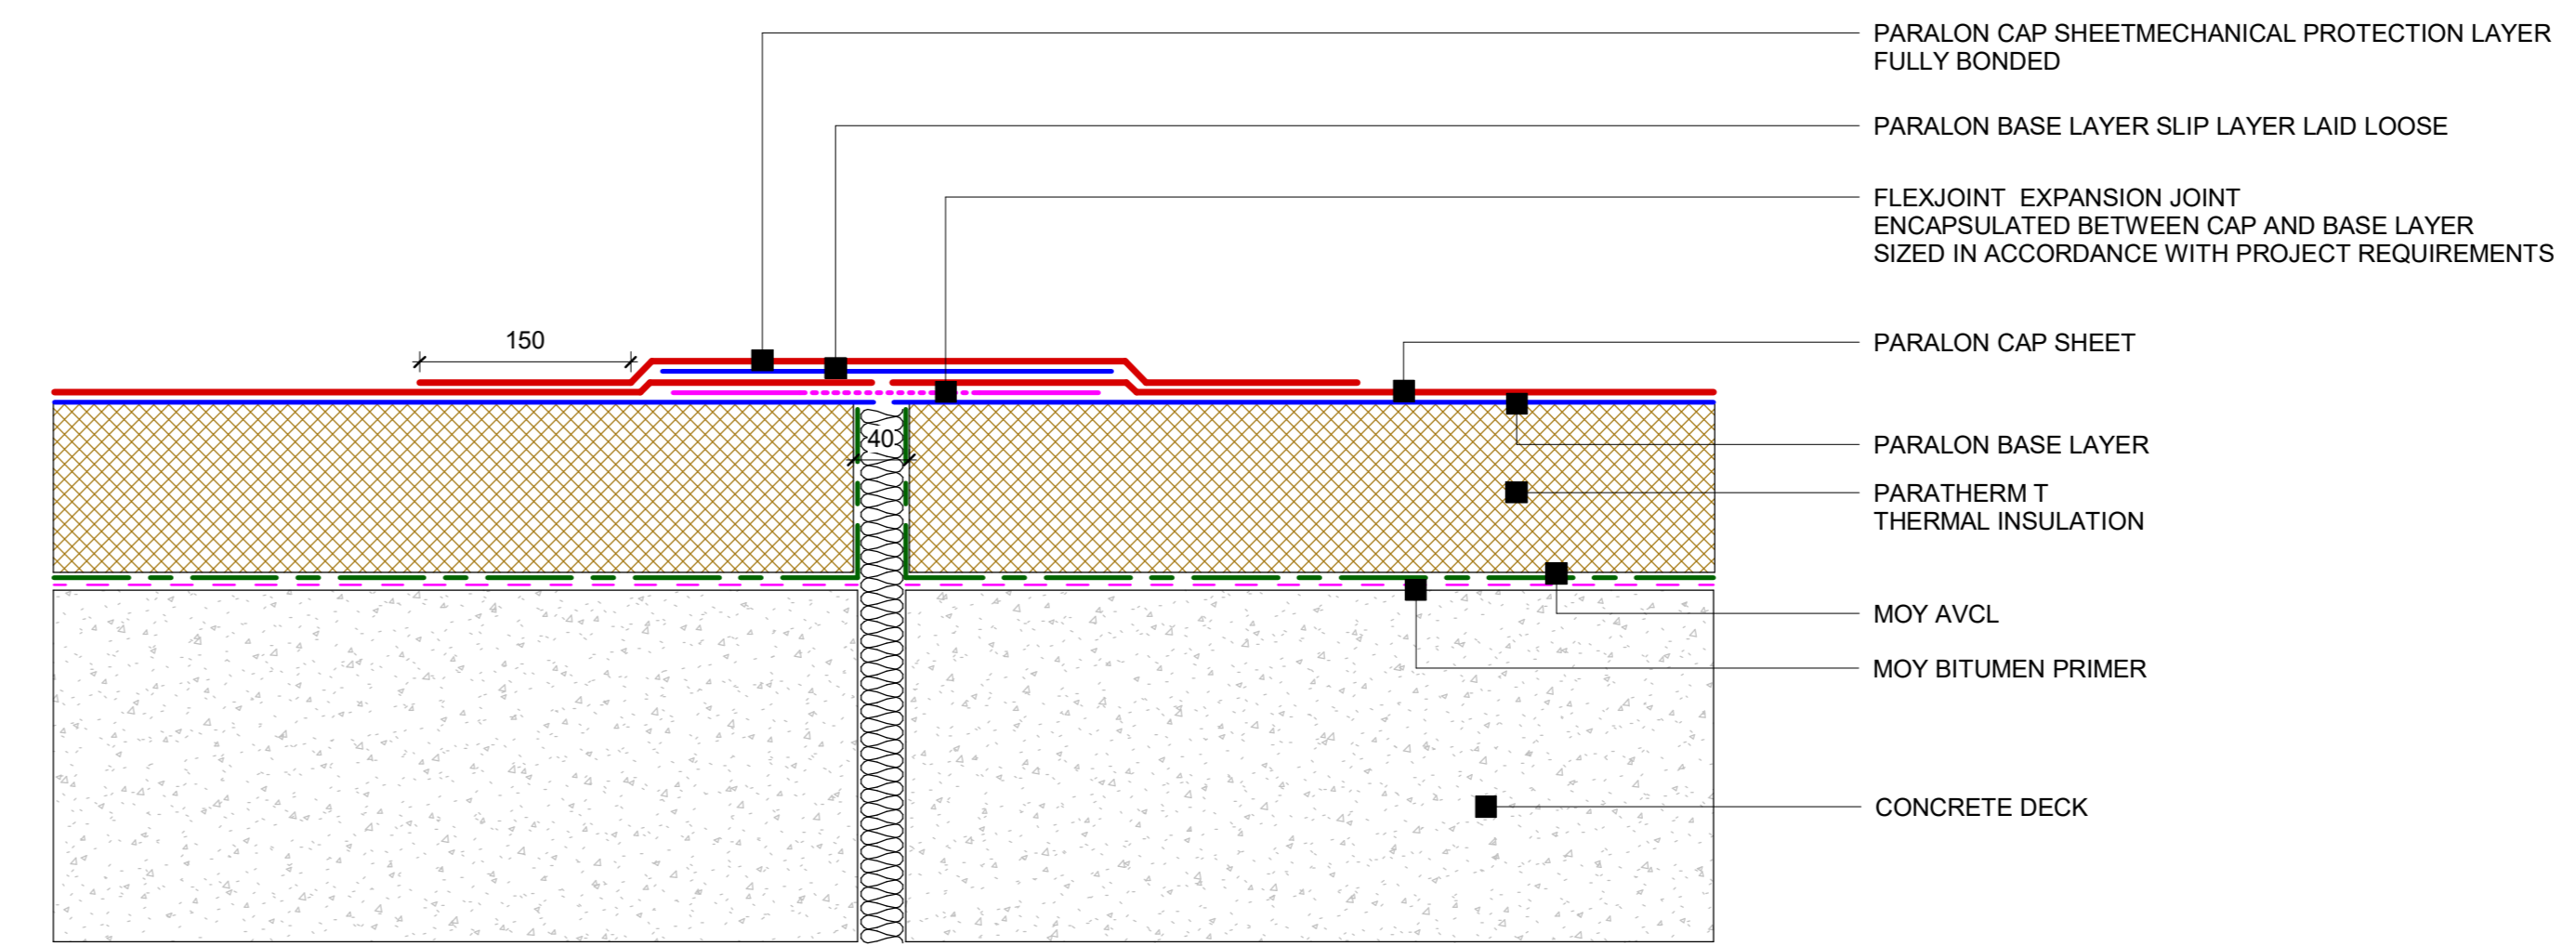 PARALON CAP SHEETMECHANICAL PROTECTION LAYER
FULLY BONDED
PARALON BASE LAYER SLIP LAYER LAID LOOSE
FLEXJOINT  EXPANSION JOINT
ENCAPSULATED BETWEEN CAP AND BASE LAYER
SIZED IN ACCORDANCE WITH PROJECT REQUIREMENTS
150
PARALON CAP SHEET
40
PARALON BASE LAYER
PARATHERM T
THERMAL INSULATION
MOY AVCL
MOY BITUMEN PRIMER
CONCRETE DECK